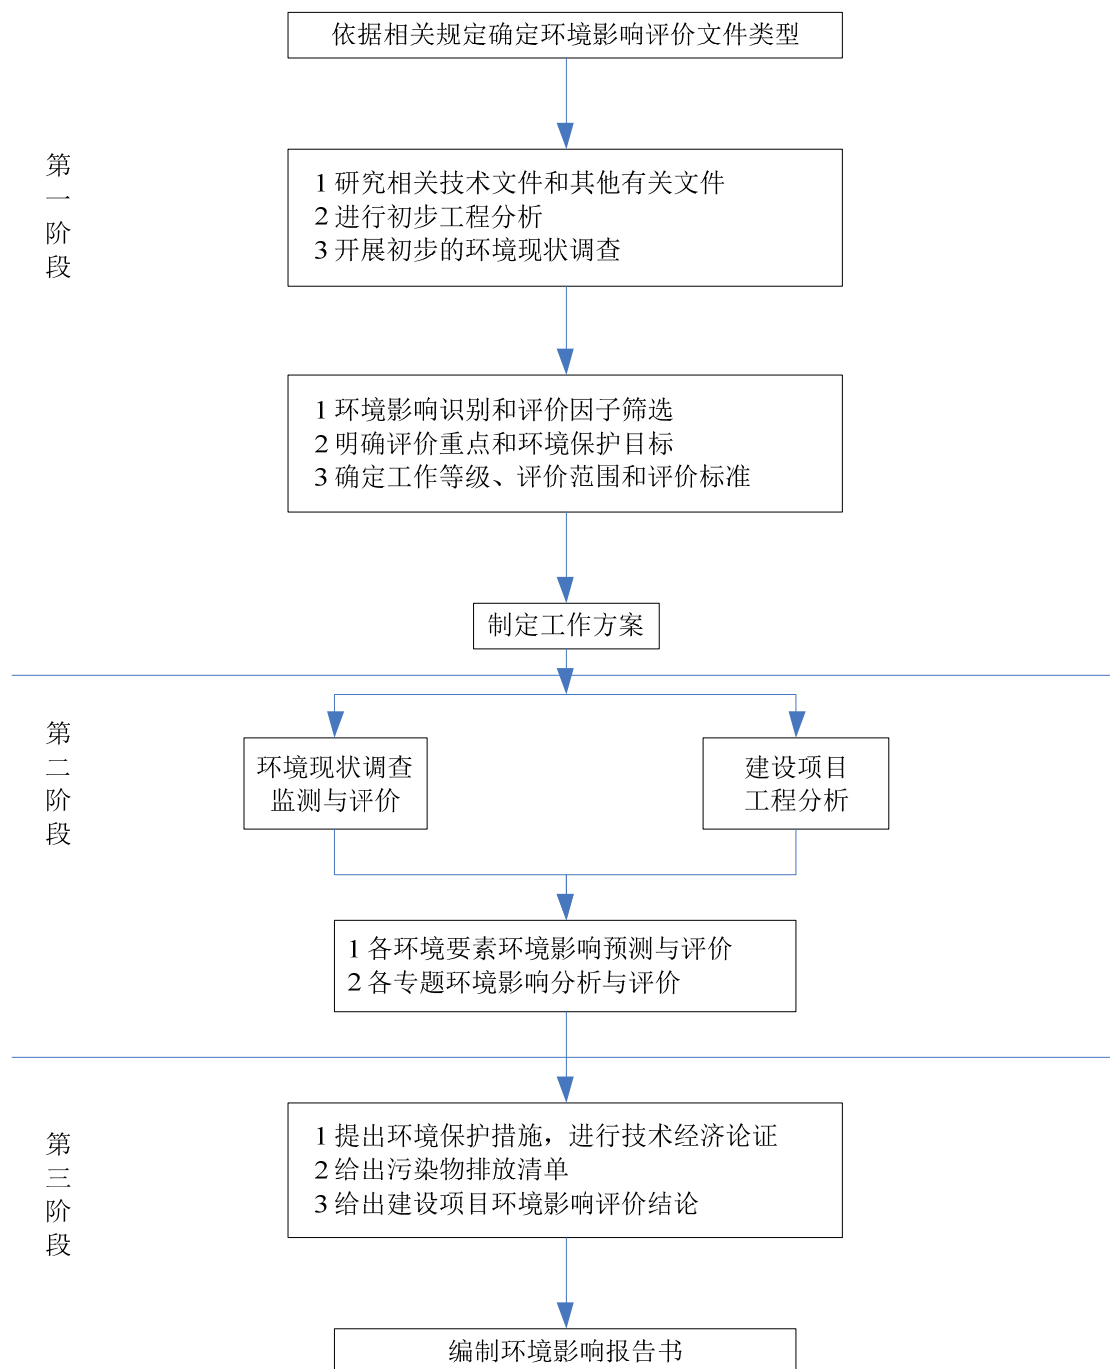 依据相关规定确定环境影响评价文件类型
第一阶段
1 研究相关技术文件和其他有关文件
2 进行初步工程分析
3 开展初步的环境现状调查
1 环境影响识别和评价因子筛选
2 明确评价重点和环境保护目标
3 确定工作等级、评价范围和评价标准
制定工作方案
第二阶段
环境现状调查
监测与评价
建设项目
工程分析
1 各环境要素环境影响预测与评价
2 各专题环境影响分析与评价
第三阶段
1 提出环境保护措施，进行技术经济论证
2 给出污染物排放清单
3 给出建设项目环境影响评价结论
编制环境影响报告书